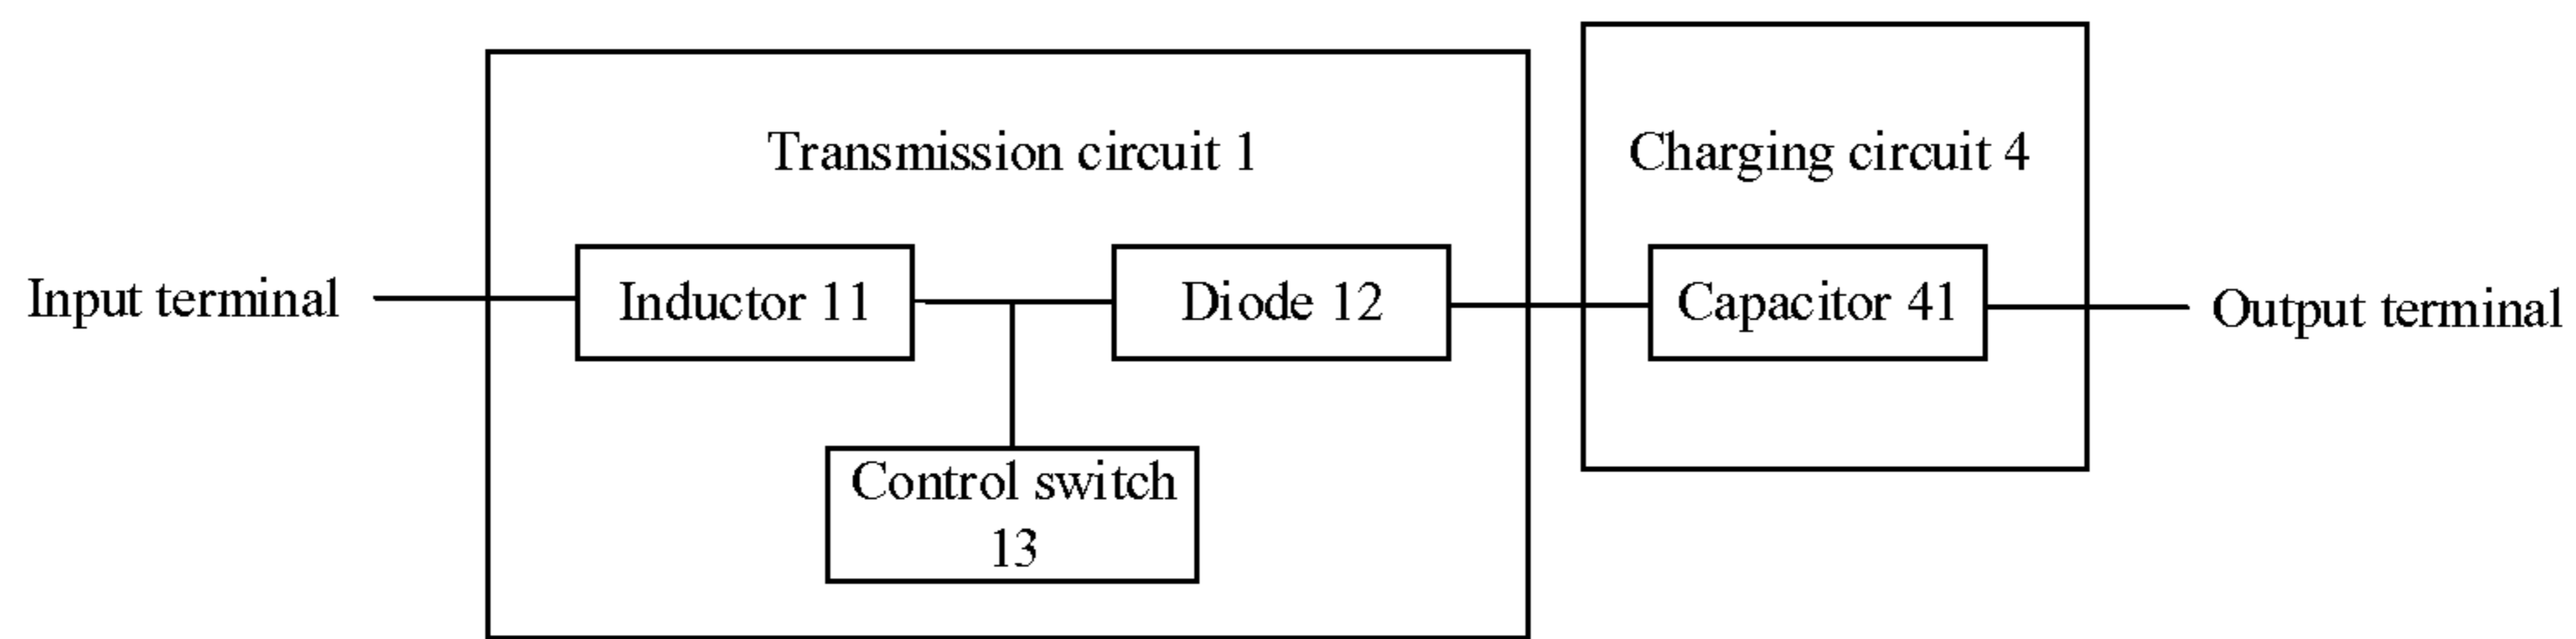 Transmission circuit 1
Charging circuit 4
Input terminal
Inductor 11
Diode 12
Capacitor 41
Output terminal
Control switch
13